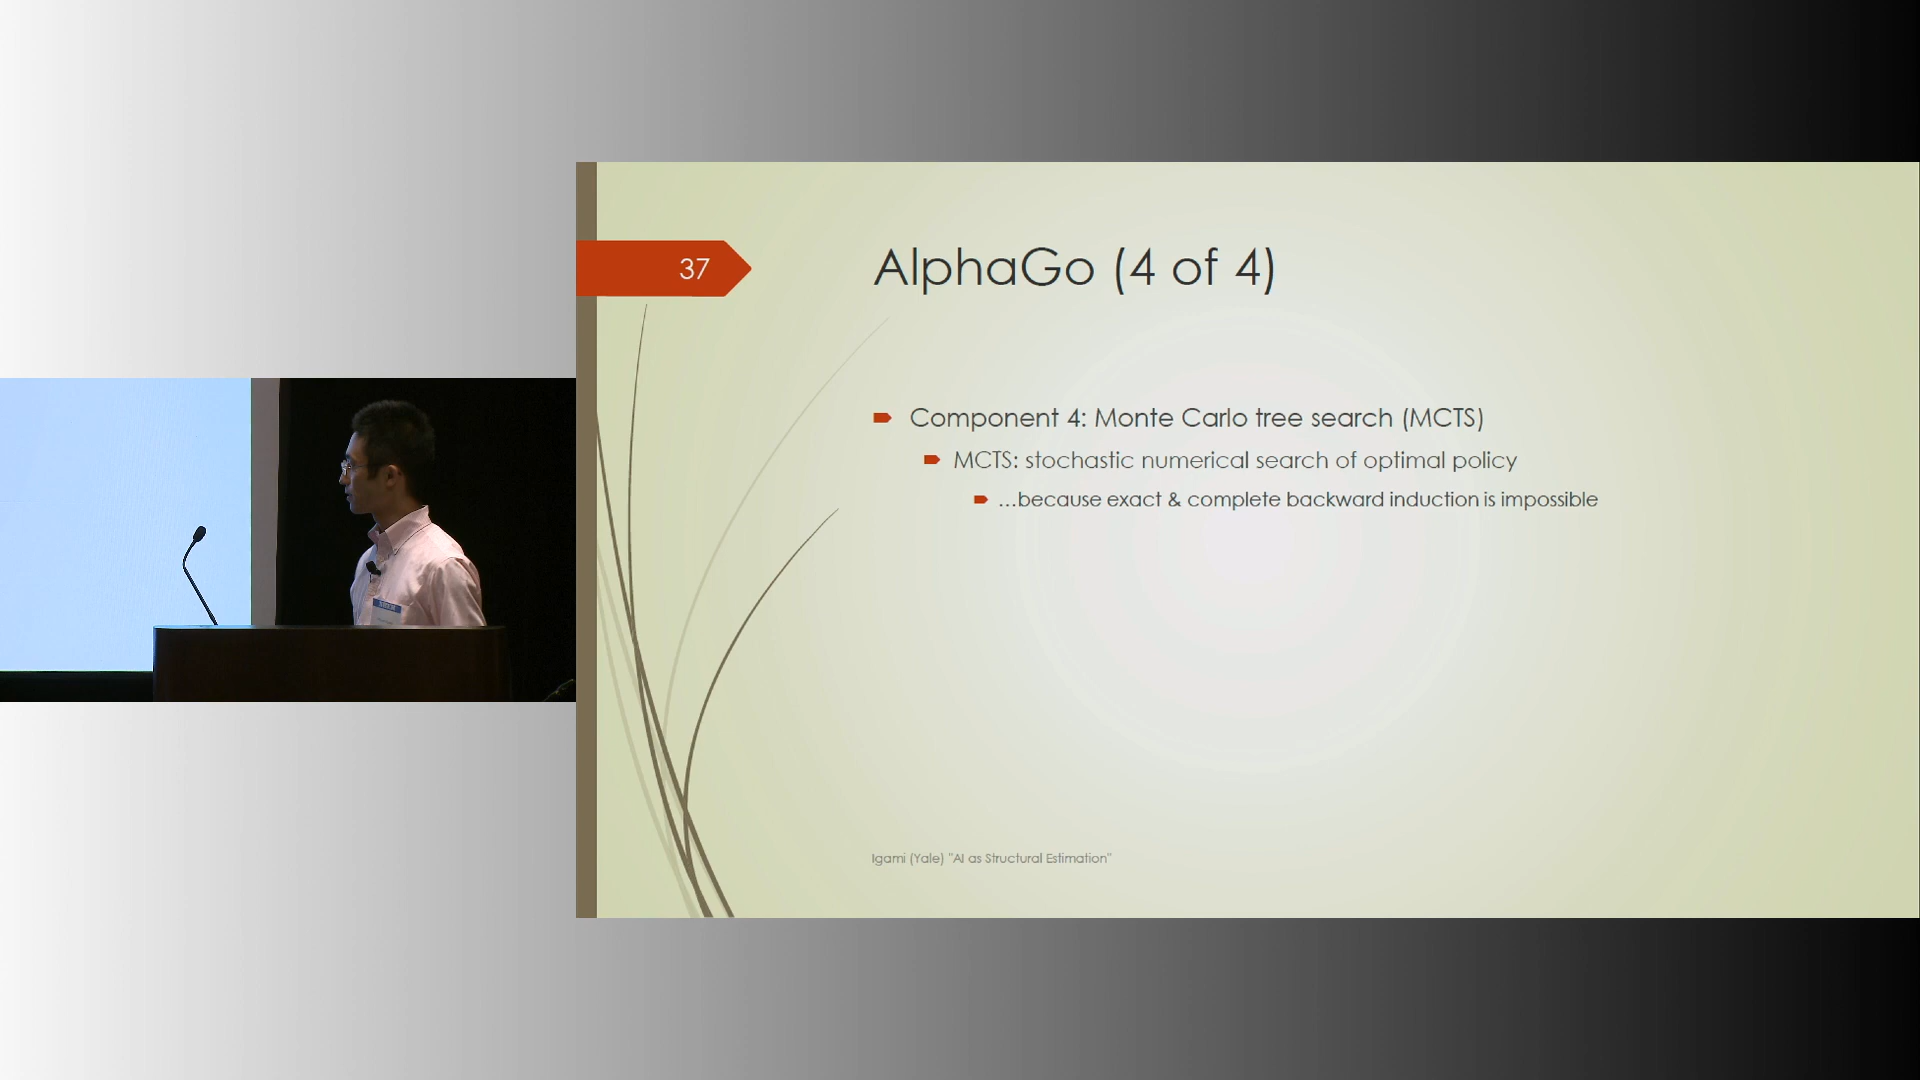 37
AlphaGo (4 of 4)
Component 4: Monte Carlo tree search (MCTS)
MCTS: stochastic numerical search of optimal policy
...because exact & complete backward induction is impossible
Igami (Yale) "AI as Structural Estimation"